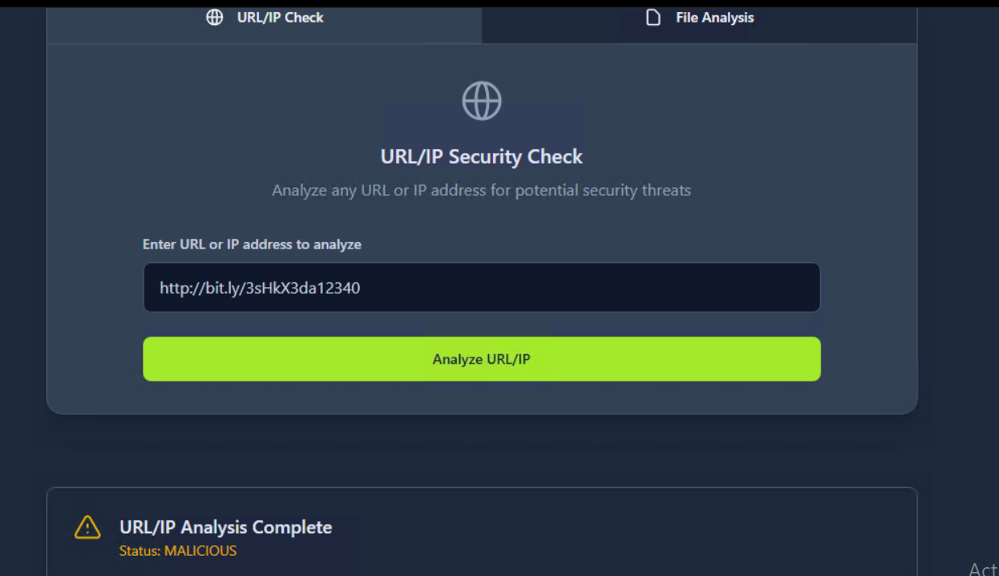 URL/IP Check
File Analysis
URL/IP Security Check
Analyze any URL or IP address for potential security threats
Enter URL or IP address to analyze
http://bit.ly/3sHkX3da12340
Analyze URL/IP
URL/IP Analysis Complete
Status: MALICIOUS
Act